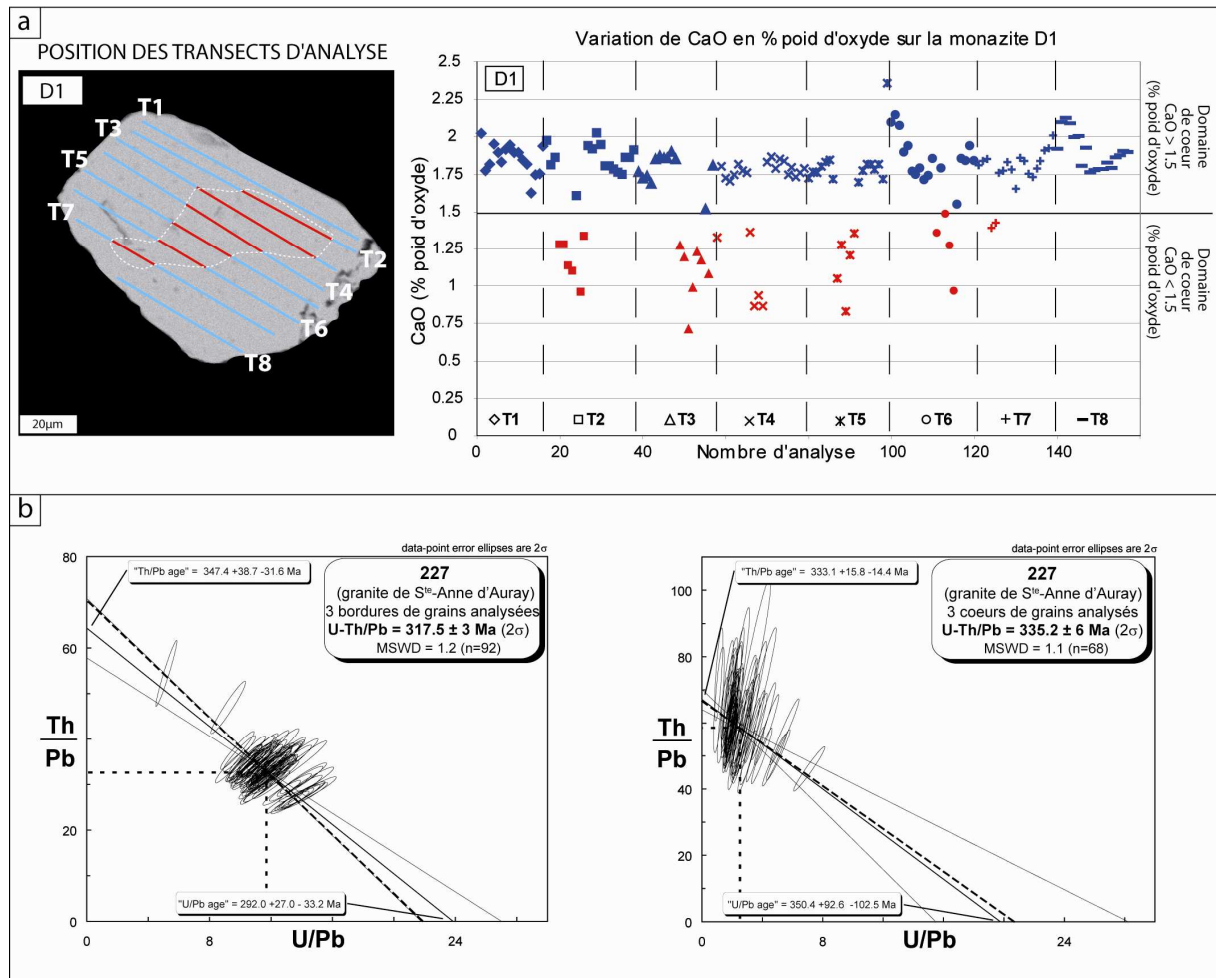 a
POSITION DES TRANSECTS D'ANALYSE
D1
T1
T3
T5
T7
T2
T4
T6
T8
20µm
Variation de CaO en % poid d'oxyde sur la monazite D1
D1
CaO (% poid d'oxyde)
2.5
2.25
2
1.75
1.5
1.25
1
0.75
0.5
0.25
0
T1
T2
T3
T4
T5
T6
T7
T8
0
20
40
60
80
100
120
140
Nombre d'analyse
Domaine
de coeur
CaO > 1.5
(% poid d'oxyde)
Domaine
de coeur
CaO < 1.5
(% poid d'oxyde)
b
data-point error ellipses are 2σ
"Th/Pb age" = 347.4 +38.7 -31.6 Ma
227
(granite de Ste-Anne d'Auray)
3 bordures de grains analysées
U-Th/Pb = 317.5 ± 3 Ma (2σ)
MSWD = 1.2 (n=92)
80
60
Th
Pb
40
20
0
"U/Pb age" = 292.0 +27.0 - 33.2 Ma
0
8
U/Pb
24
data-point error ellipses are 2σ
"Th/Pb age" = 333.1 +15.8 -14.4 Ma
227
(granite de Ste-Anne d'Auray)
3 coeurs de grains analysés
U-Th/Pb = 335.2 ± 6 Ma (2σ)
MSWD = 1.1 (n=68)
100
80
Th
60
Pb
40
20
0
"U/Pb age" = 350.4 +92.6 -102.5 Ma
0
8
U/Pb
24